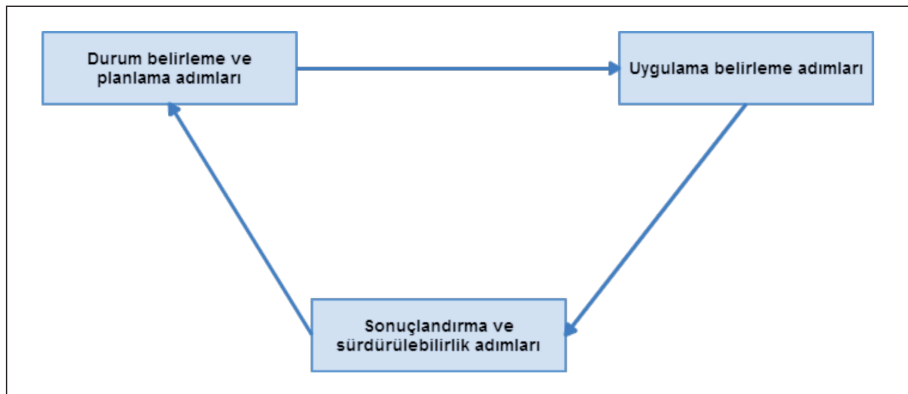 Durum belirleme ve
planlama adımları
Uygulama belirleme adımları
Sonuçlandırma ve
sürdürülebilirlik adımları